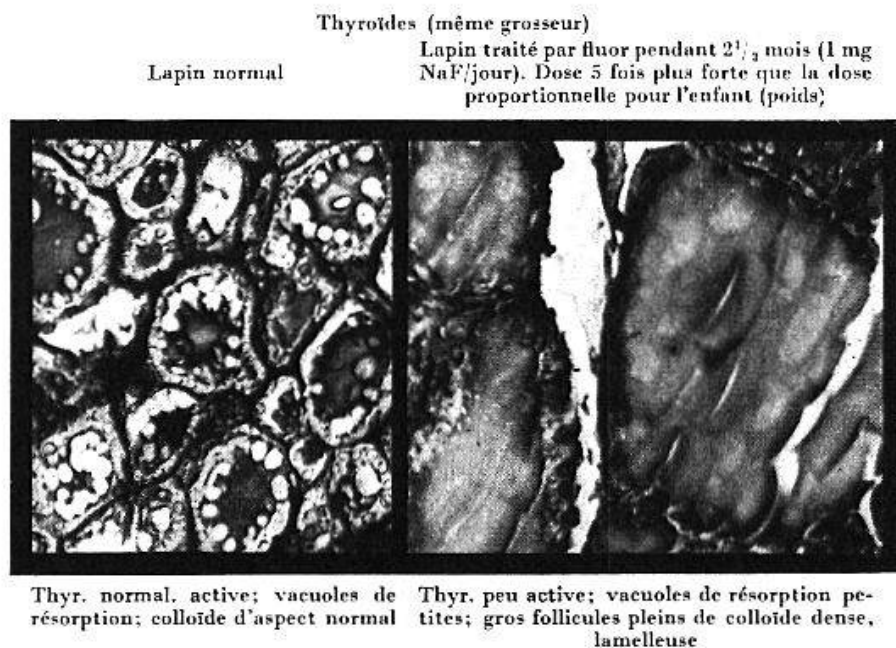 Thyroïdes (même grosseur)
Lapin normal
Lapin traité par fluor pendant 2¹/₂ mois (1 mg
NaF/jour). Dose 5 fois plus forte que la dose
proportionnelle pour l'enfant (poids)
Thyr. normal. active; vacuoles de
résorption; colloïde d'aspect normal
Thyr. peu active; vacuoles de résorption pe-
tites; gros follicules pleins de colloïde dense,
lamelleuse